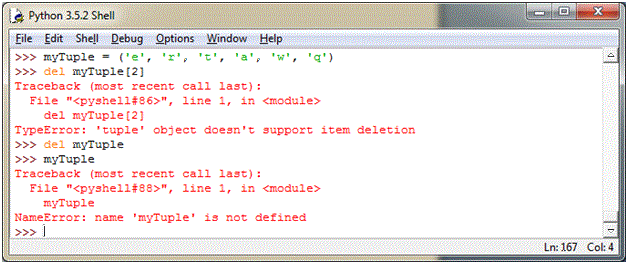 Python 3.5.2 Shell
File Edit Shell Debug Options Window Help
>>> myTuple = ('e', 'r', 't', 'a', 'w', 'q')
>>> del myTuple[2]
Traceback (most recent call last):
  File "<pyshell#86>", line 1, in <module>
    del myTuple[2]
TypeError: 'tuple' object doesn't support item deletion
>>> del myTuple
>>> myTuple
Traceback (most recent call last):
  File "<pyshell#88>", line 1, in <module>
    myTuple
NameError: name 'myTuple' is not defined
>>>
Ln: 167 Col: 4